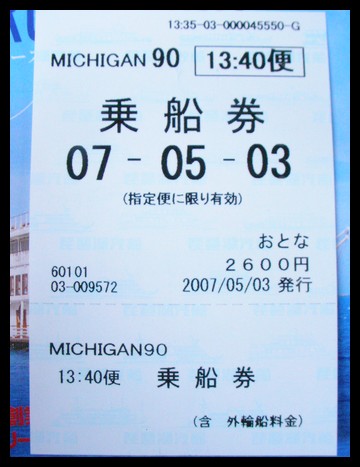 13:35-03-000045550-G
MICHIGAN 90 13:40便
乗船券
07-05-03
(指定便に限り有効)
おとな
60101 2600円
03-009572 2007/05/03 発行
MICHIGAN90
13:40便 乗船券
(含 外輪船料金)